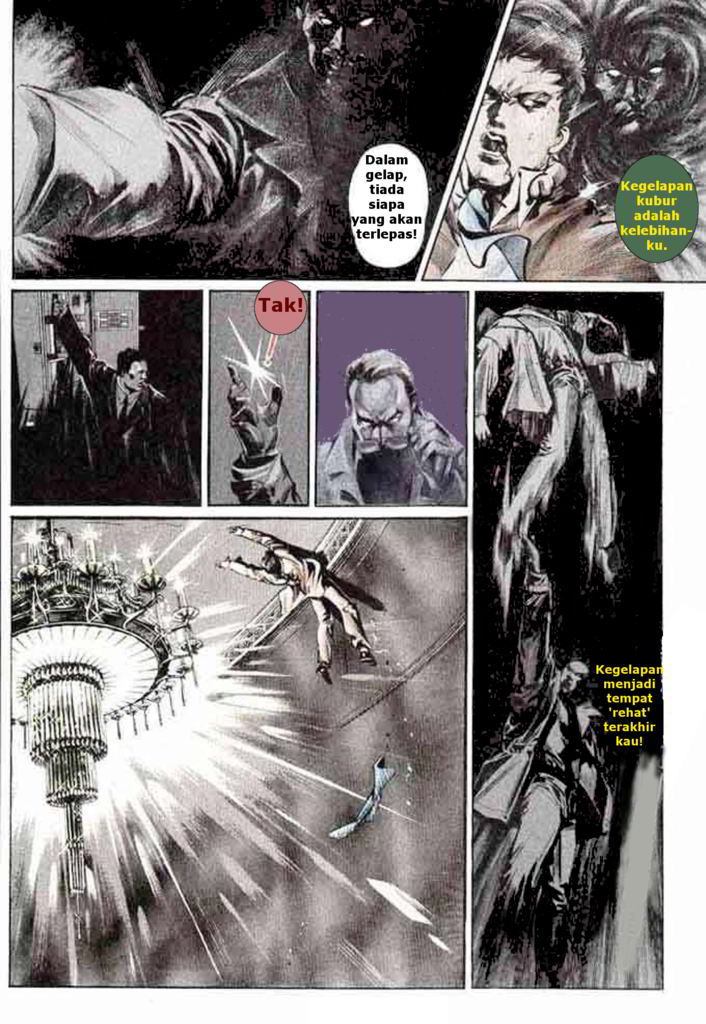 Dalam
gelap,
tiada
siapa
yang akan
terlepas!
Kegelapan
kubur
adalah
kelebihan-
ku.
Tak!
Kegelapan
menjadi
tempat
'rehat'
terakhir
kau!